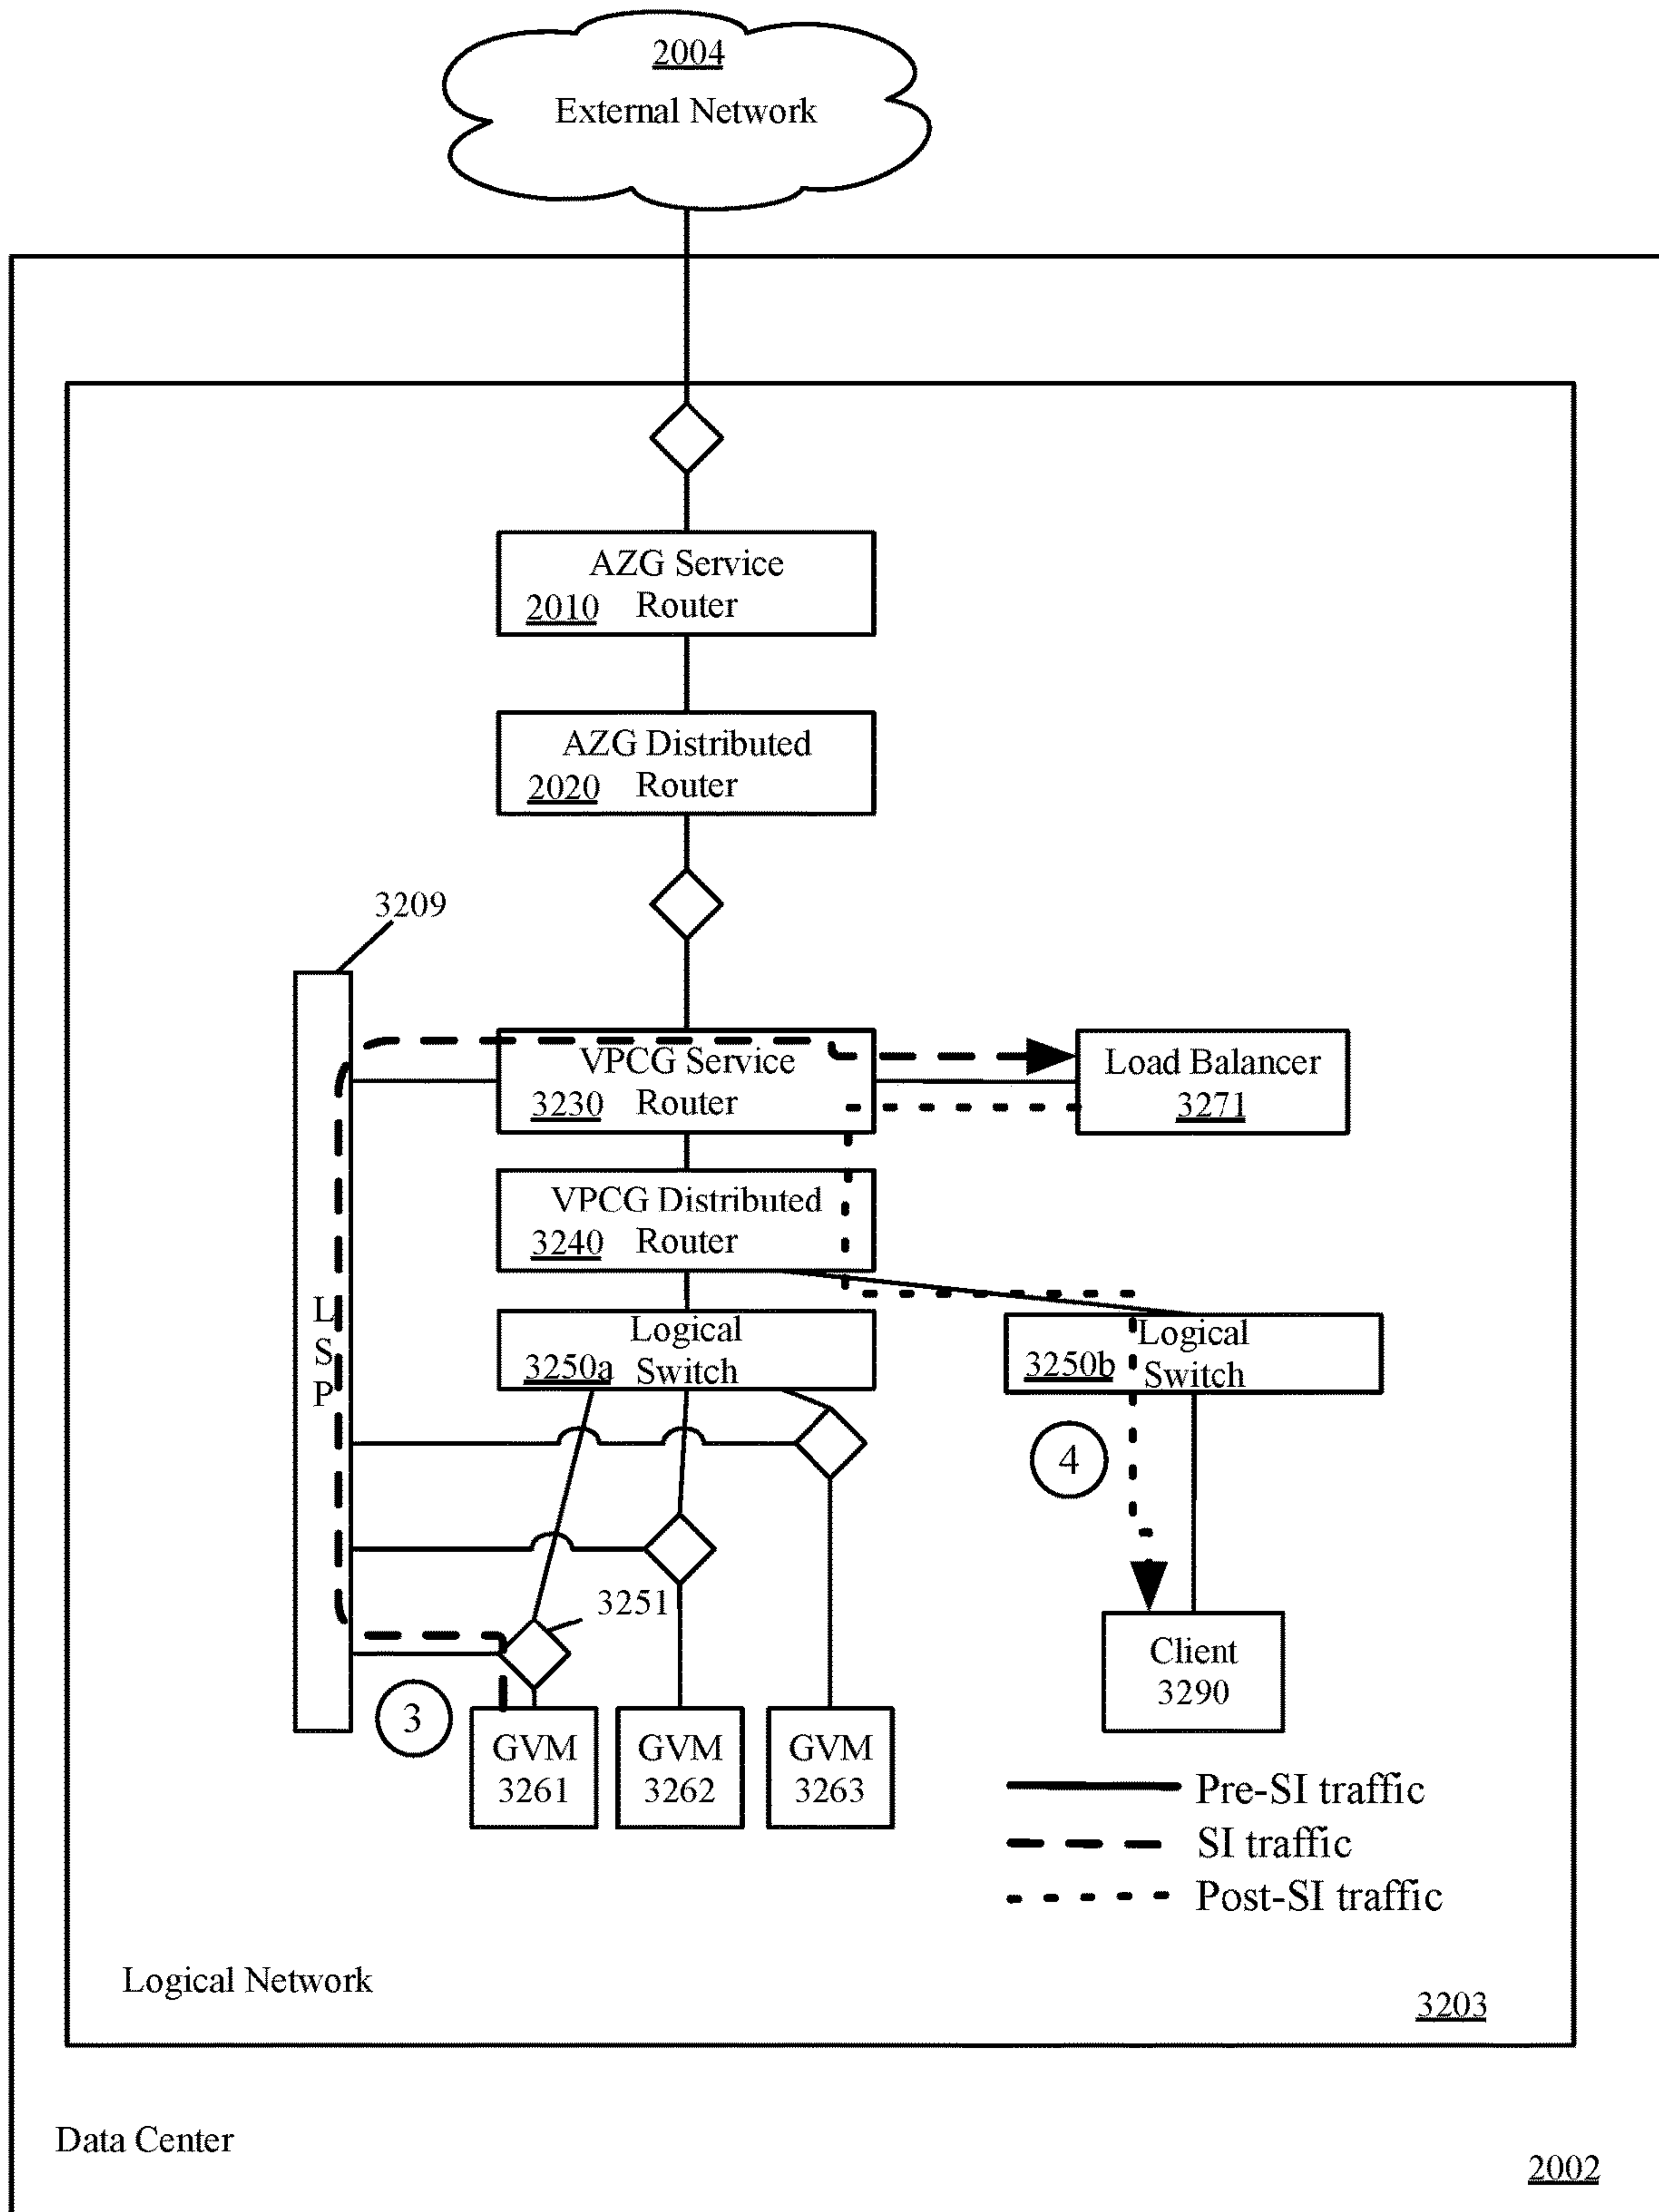 2004
External Network
AZG Service
2010 Router
AZG Distributed
2020 Router
3209
VPCG Service
3230 Router
Load Balancer
3271
VPCG Distributed
3240 Router
L
S
P
Logical
3250a Switch
Logical
3250b Switch
4
3251
3
Client
3290
GVM
3261
GVM
3262
GVM
3263
Pre-SI traffic
SI traffic
Post-SI traffic
Logical Network
3203
Data Center
2002